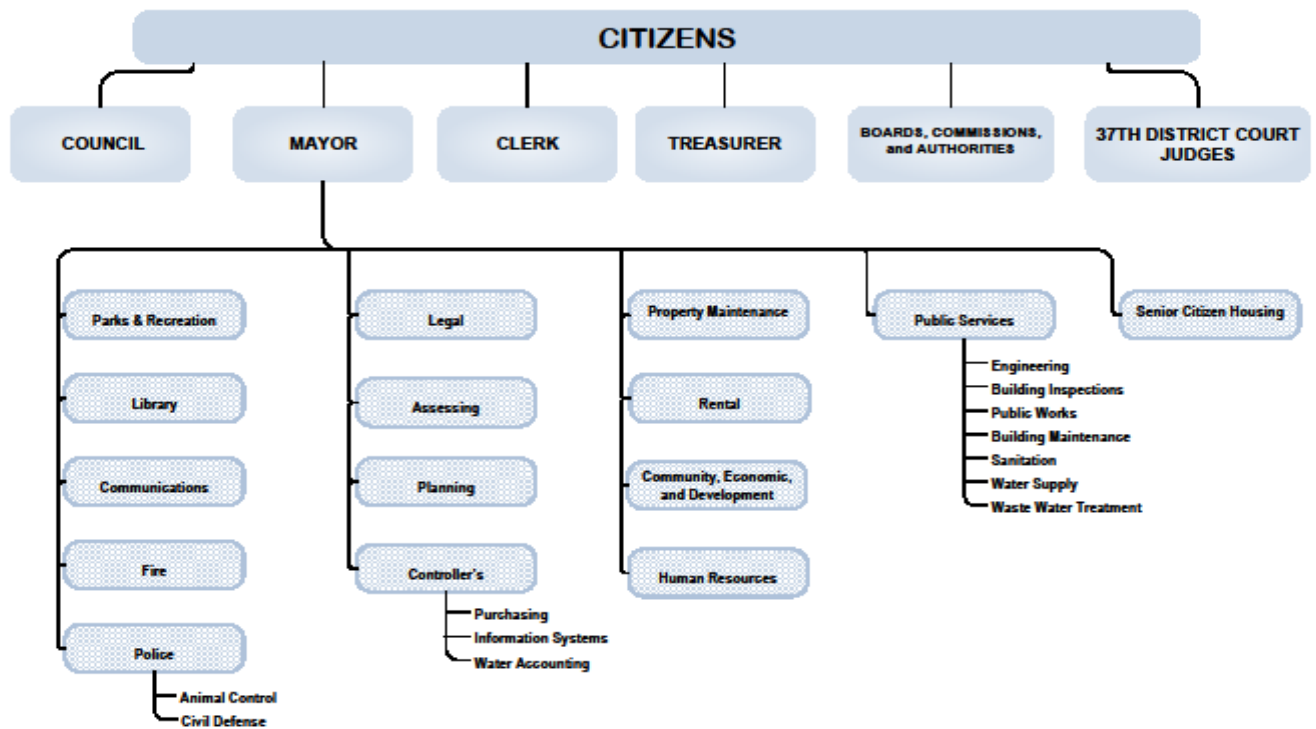 CITIZENS
COUNCIL
MAYOR
CLERK
TREASURER
BOARDS, COMMISSIONS,
and AUTHORITIES
37TH DISTRICT COURT
JUDGES
Parks & Recreation
Library
Communications
Fire
Police
Animal Control
Civil Defense
Legal
Assessing
Planning
Controller's
Purchasing
Information Systems
Water Accounting
Property Maintenance
Rental
Community, Economic,
and Development
Human Resources
Public Services
Engineering
Building Inspections
Public Works
Building Maintenance
Sanitation
Water Supply
Waste Water Treatment
Senior Citizen Housing